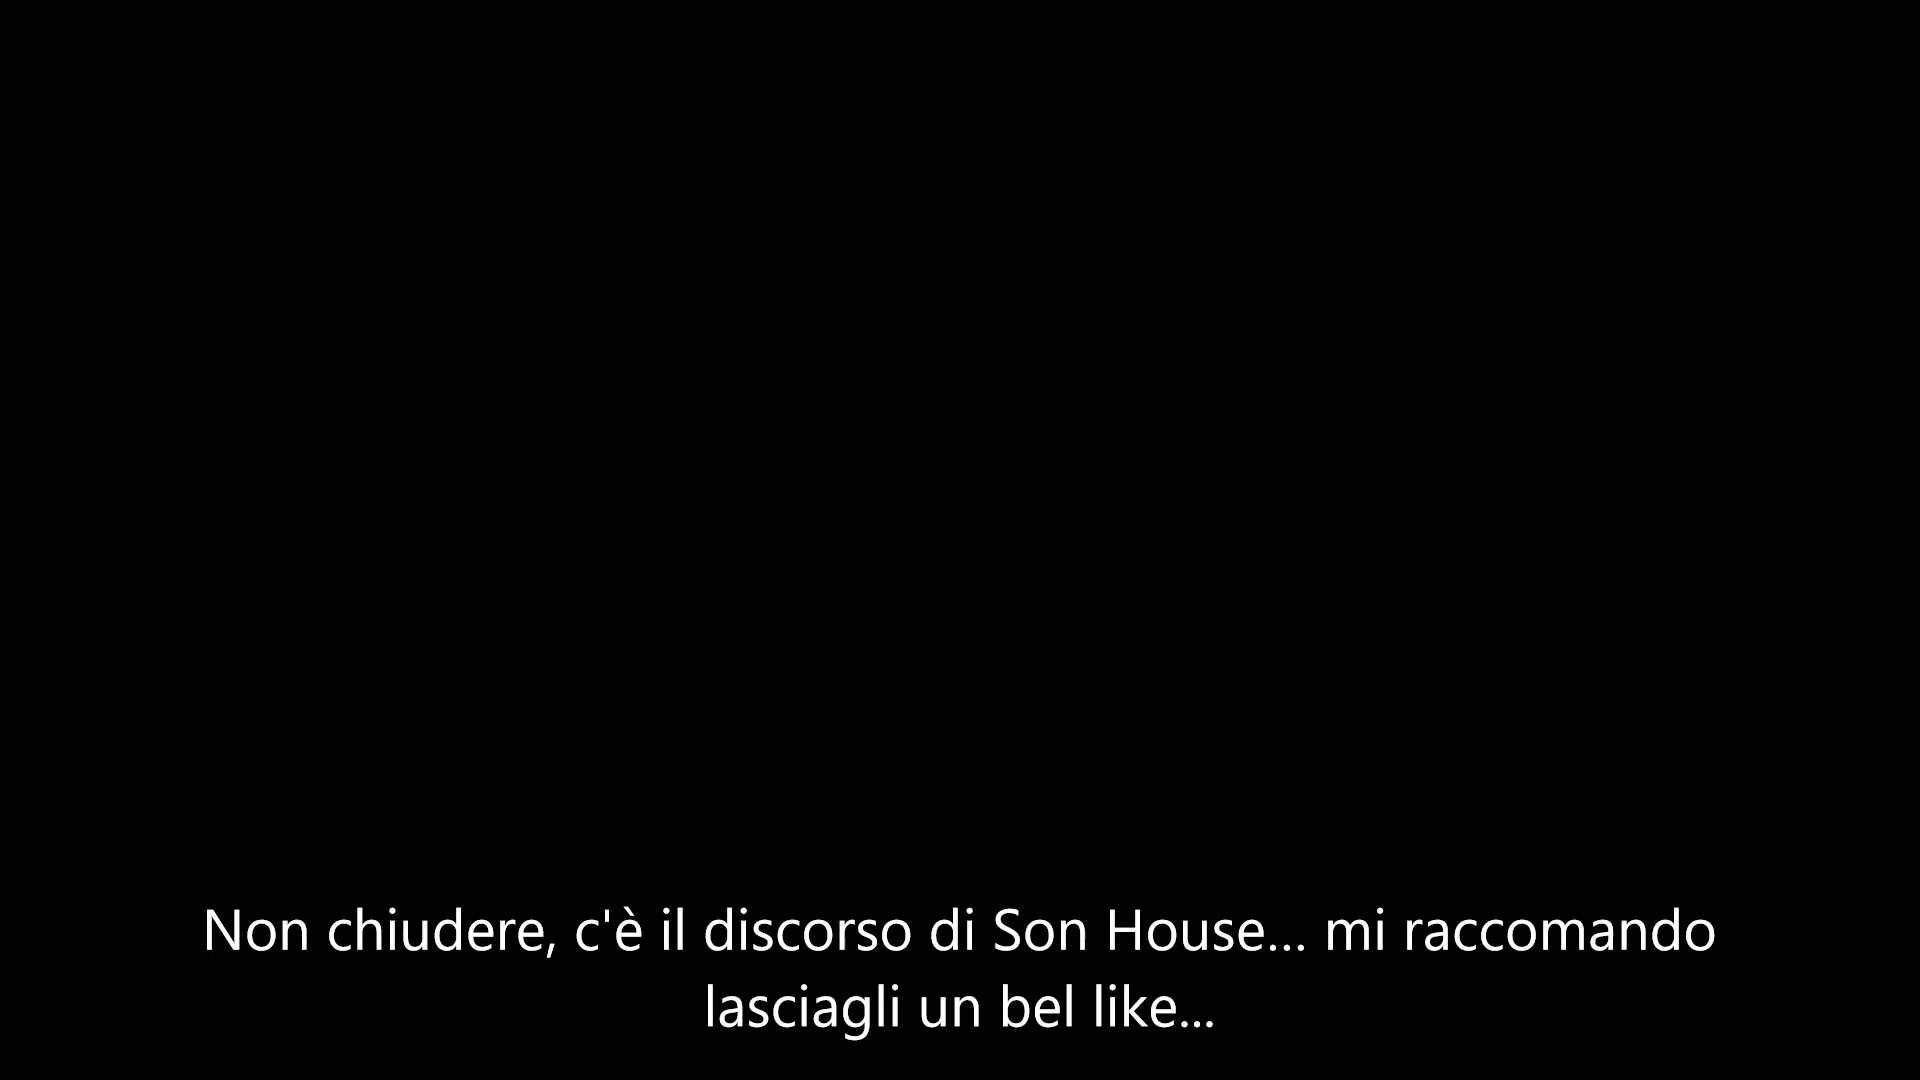 Non chiudere, c'è il discorso di Son House... mi raccomando
lasciagli un bel like...